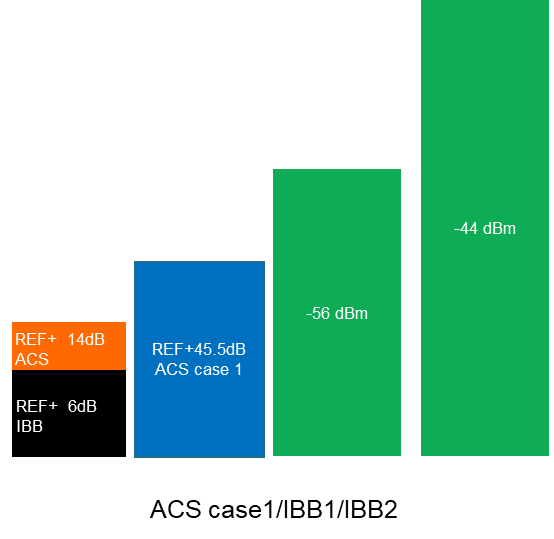 REF+  14dB
ACS
REF+  6dB
IBB
REF+45.5dB
ACS case 1
-56 dBm
-44 dBm
ACS case1/IBB1/IBB2